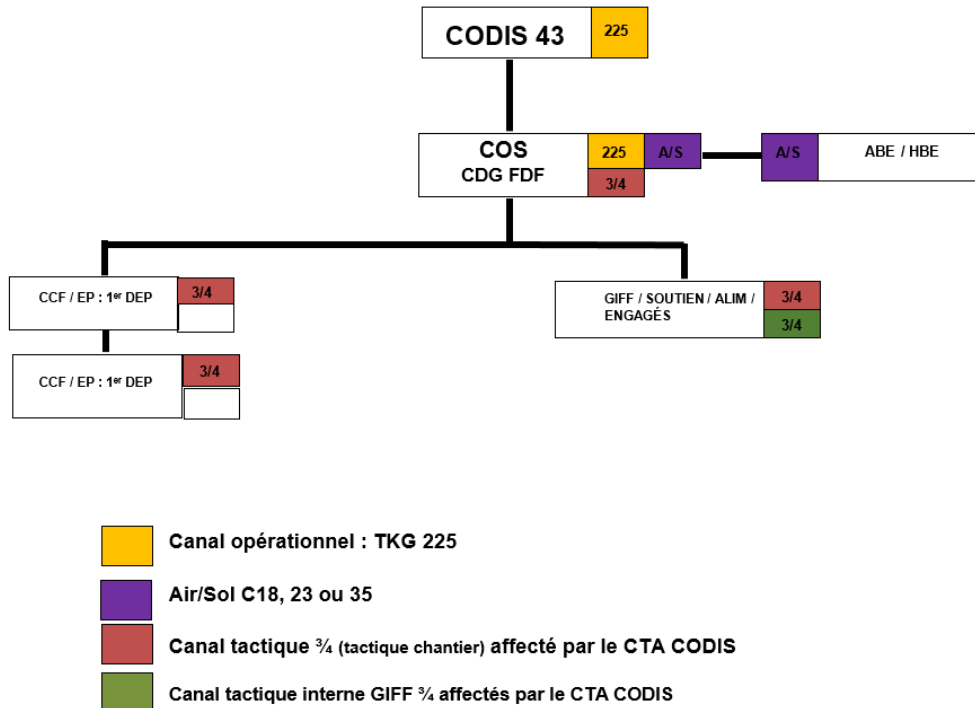 CODIS 43
225
COS
CDG FDF
225
A/S
3/4
A/S
ABE / HBE
CCF / EP : 1er DEP
3/4
GIFF / SOUTIEN / ALIM /
ENGAGÉS
3/4
3/4
CCF / EP : 1er DEP
3/4
Canal opérationnel : TKG 225
Air/Sol C18, 23 ou 35
Canal tactique ¾ (tactique chantier) affecté par le CTA CODIS
Canal tactique interne GIFF ¾ affectés par le CTA CODIS